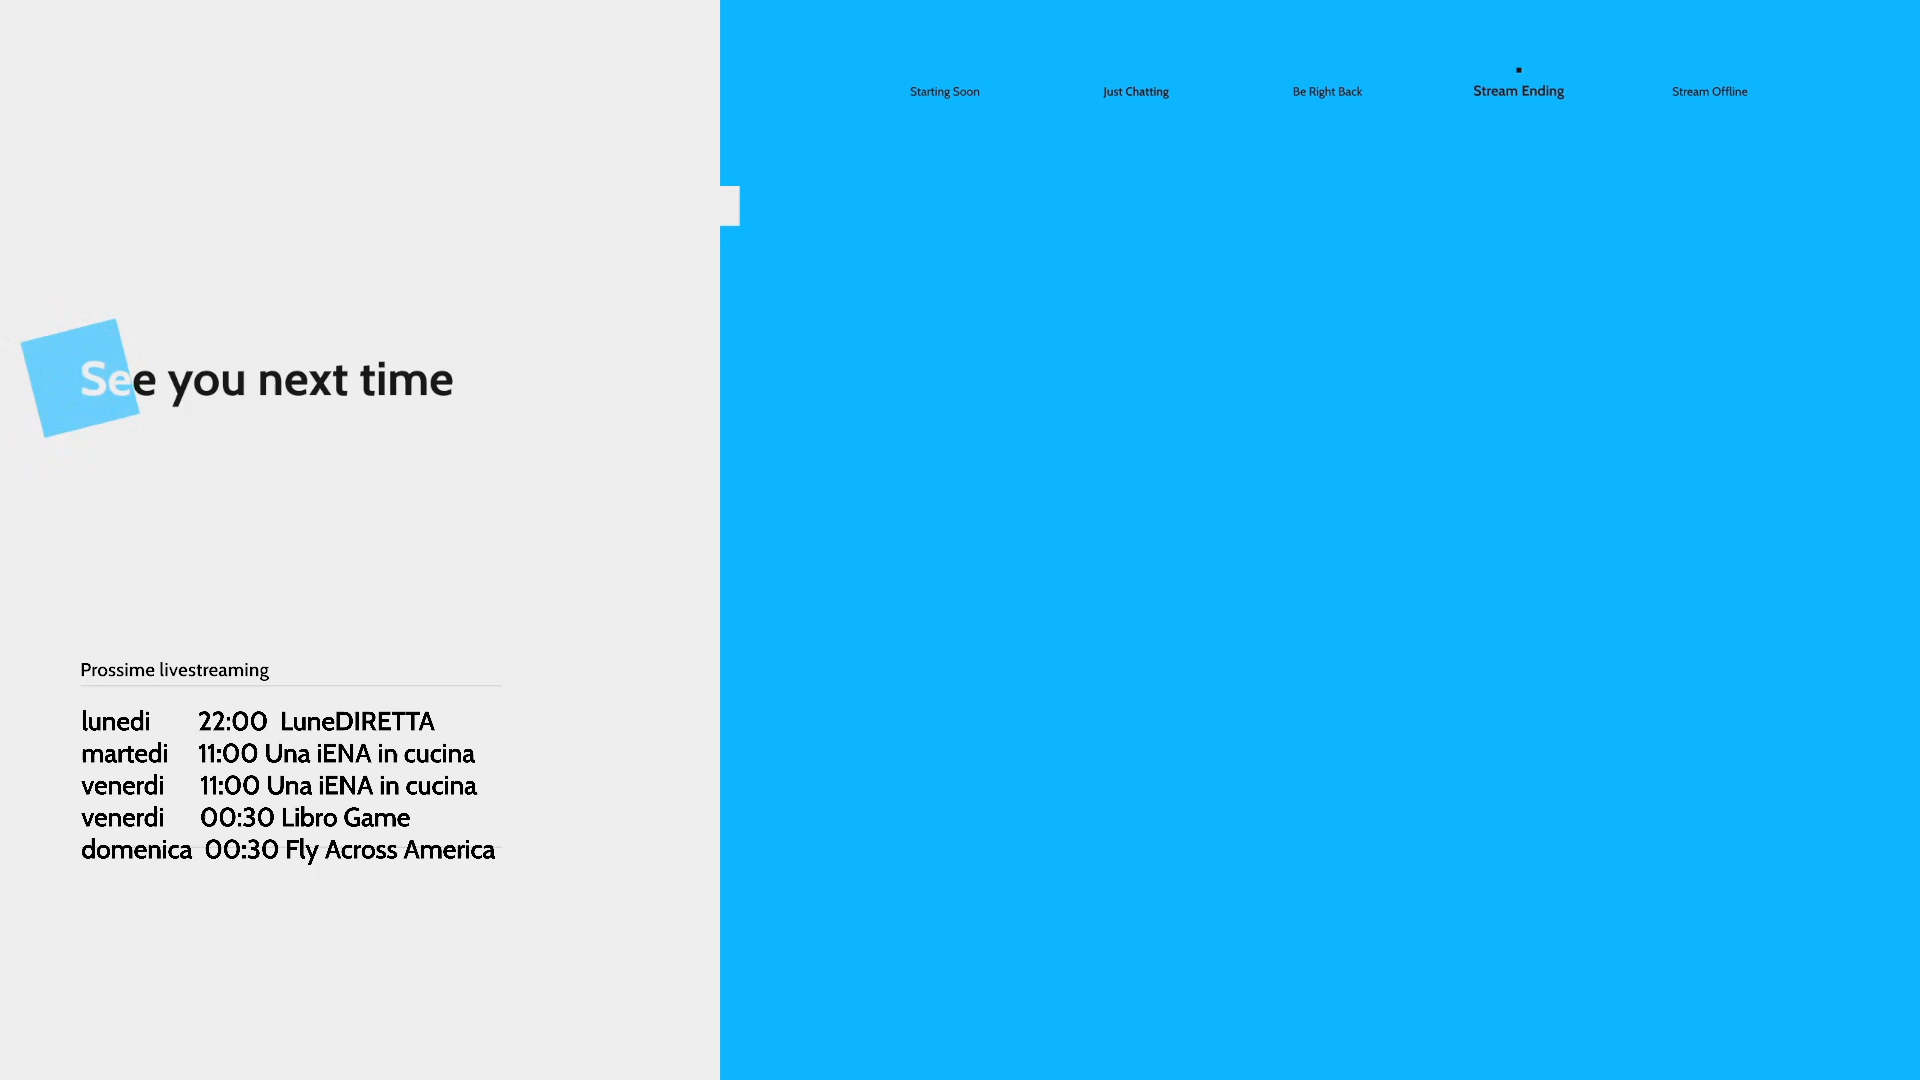 Starting Soon Just Chatting Be Right Back Stream Ending Stream Offline
See you next time
Prossime livestreaming
lunedi 22:00 LuneDIRETTA
martedi 11:00 Una iENA in cucina
venerdi 11:00 Una iENA in cucina
venerdi 00:30 Libro Game
domenica 00:30 Fly Across America